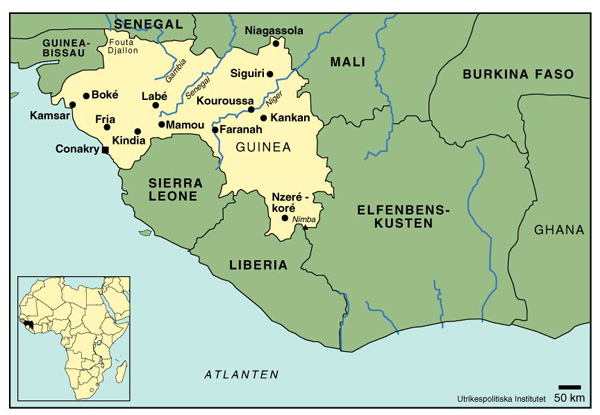 SENEGAL
GUINEA-
BISSAU
Fouta
Djallon
Niagassola
MALI
BURKINA FASO
Gambia
Senegal
Siguiri
Boké
Labé
Kouroussa
Niger
Kamsar
Fria
Mamou
Faranah
Kankan
Kindia
Conakry
GUINEA
SIERRA
LEONE
Nzeré-
koré
Nimba
ELFENBENS-
KUSTEN
GHANA
LIBERIA
ATLANTEN
Utrikespolitiska Institutet
50 km